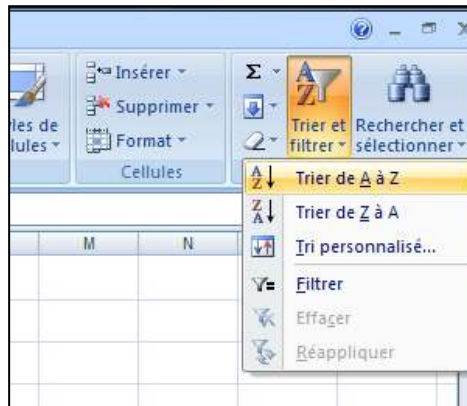 Insérer
Supprimer
Format
Cellules
Σ
les de
lules
Trier et
filtrer
Rechercher et
sélectionner
Trier de A à Z
Trier de Z à A
Tri personnalisé...
Filtrer
Effacer
Réappliquer
M N